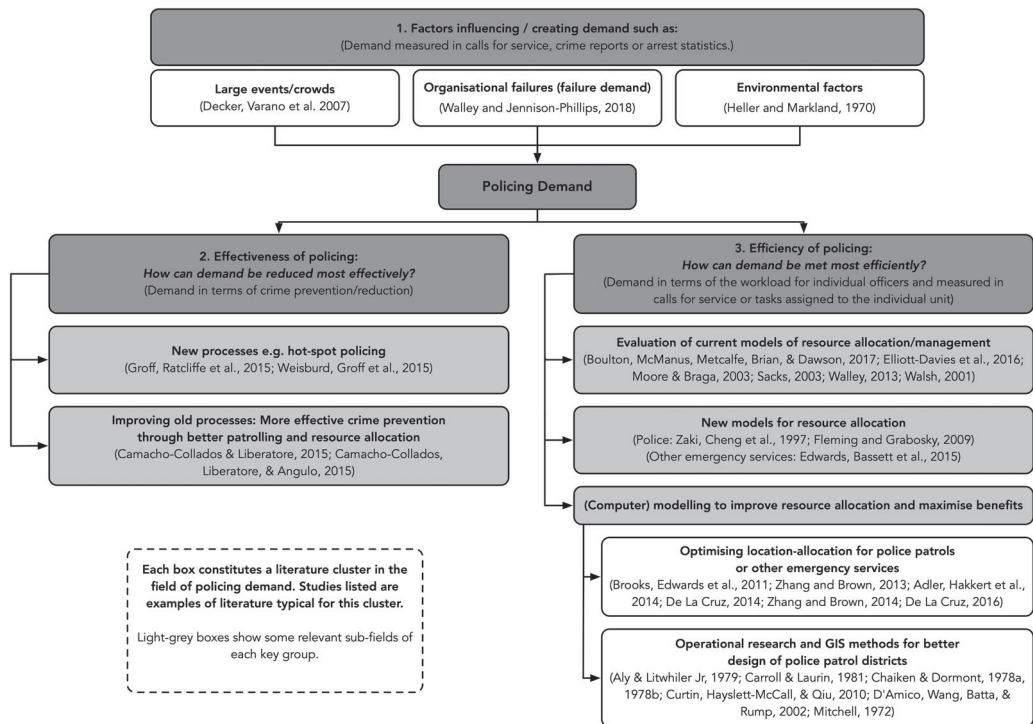 1. Factors influencing / creating demand such as:
(Demand measured in calls for service, crime reports or arrest statistics.)
Large events/crowds
(Decker, Varano et al. 2007)
Organisational failures (failure demand)
(Walley and Jennison-Phillips, 2018)
Environmental factors
(Heller and Markland, 1970)
Policing Demand
2. Effectiveness of policing:
How can demand be reduced most effectively?
(Demand in terms of crime prevention/reduction)
New processes e.g. hot-spot policing
(Groff, Ratcliffe et al., 2015; Weisburd, Groff et al., 2015)
Improving old processes: More effective crime prevention
through better patrolling and resource allocation
(Camacho-Collados & Liberatore, 2015; Camacho-Collados,
Liberatore, & Angulo, 2015)
3. Efficiency of policing:
How can demand be met most efficiently?
(Demand in terms of the workload for individual officers and measured in
calls for service or tasks assigned to the individual unit)
Evaluation of current models of resource allocation/management
(Boulton, McManus, Metcalfe, Brian, & Dawson, 2017; Elliott-Davies et al., 2016;
Moore & Braga, 2003; Sacks, 2003; Walley, 2013; Walsh, 2001)
New models for resource allocation
(Police: Zaki, Cheng et al., 1997; Fleming and Grabosky, 2009)
(Other emergency services: Edwards, Bassett et al., 2015)
(Computer) modelling to improve resource allocation and maximise benefits
Optimising location-allocation for police patrols
or other emergency services
(Brooks, Edwards et al., 2011; Zhang and Brown, 2013; Adler, Hakkert et al.,
2014; De La Cruz, 2014; Zhang and Brown, 2014; De La Cruz, 2016)
Operational research and GIS methods for better
design of police patrol districts
(Aly & Litwhiler Jr, 1979; Carroll & Laurin, 1981; Chaiken & Dormont, 1978a,
1978b; Curtin, Hayslett-McCall, & Qiu, 2010; D'Amico, Wang, Batta, &
Rump, 2002; Mitchell, 1972)
Each box constitutes a literature cluster in the
field of policing demand. Studies listed are
examples of literature typical for this cluster.
Light-grey boxes show some relevant sub-fields of
each key group.